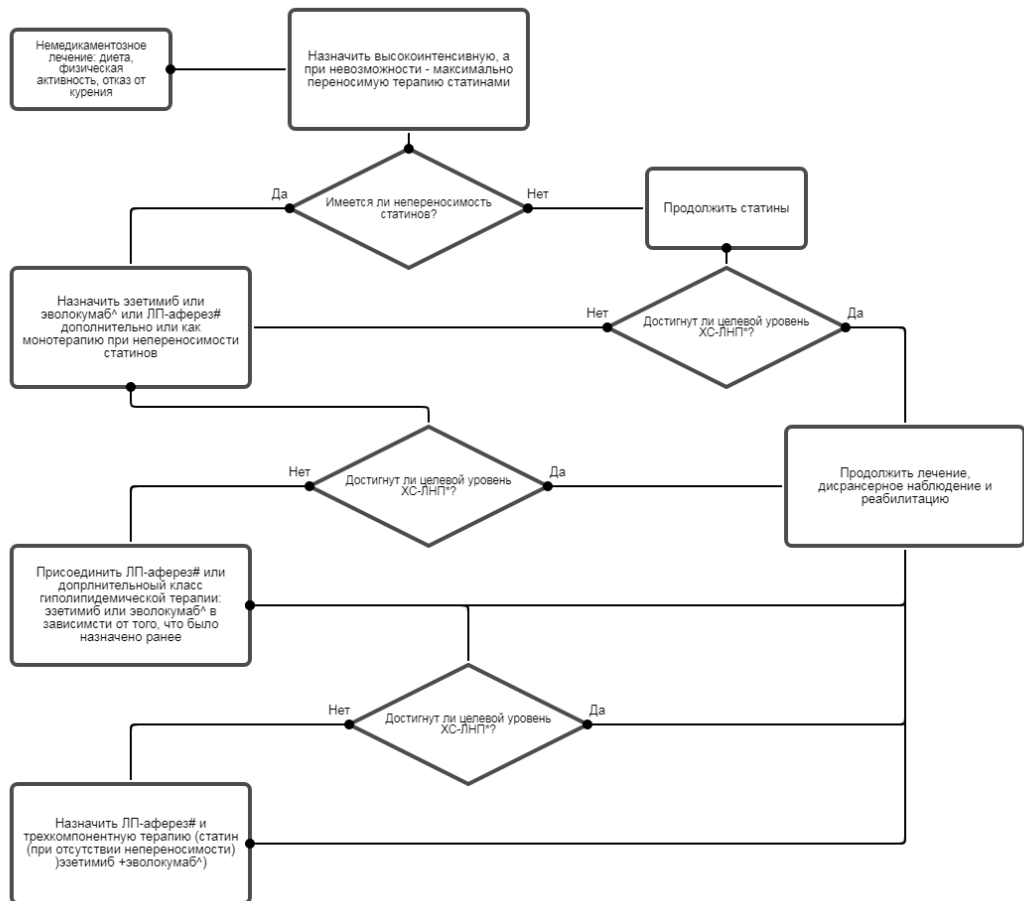 Немедикаментозное
лечение: диета,
физическая
активность, отказ от
курения
Назначить высокоинтенсивную, а
при невозможности - максимально
переносимую терапию статинами
Да
Имеется ли непереносимость
статинов?
Нет
Продолжить статины
Назначить эзетимиб или
эволокумаб^ или ЛП-аферез#
дополнительно или как
монотерапию при непереносимости
статинов
Нет
Достигнут ли целевой уровень
ХС-ЛНП*?
Да
Нет
Достигнут ли целевой уровень
ХС-ЛНП*?
Да
Продолжить лечение,
дисрансерное наблюдение и
реабилитацию
Присоединить ЛП-аферез# или
допрлнительноый класс
гиполипидемической терапии:
эзетимиб или эволокумаб^ в
зависимсти от того, что было
назначено ранее
Нет
Достигнут ли целевой уровень
ХС-ЛНП*?
Да
Назначить ЛП-аферез# и
трехкомпонентную терапию (статин
(при отсутствии непереносимости)
)эзетимиб +эволокумаб^)